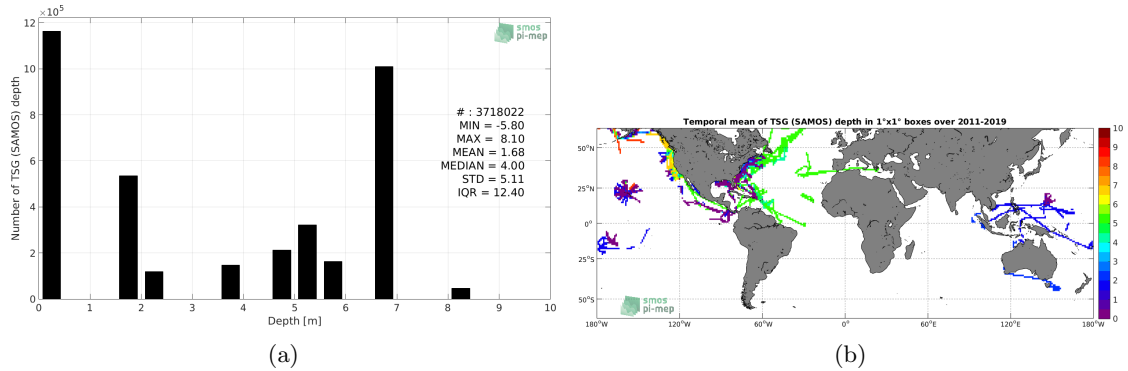 12
×10⁵
10
8
6
4
2
0
Number of TSG (SAMOS) depth
0 1 2 3 4 5 6 7 8 9 10
Depth [m]
smos
pi-mep
# : 3718022
MIN = -5.80
MAX = 8.10
MEAN = 1.68
MEDIAN = 4.00
STD = 5.11
IQR = 12.40
(a)
Temporal mean of TSG (SAMOS) depth in 1°x1° boxes over 2011-2019
50°N
25°N
0°
25°S
50°S
180°W 120°W 60°W 0° 60°E 120°E 180°W
smos
pi-mep
10
9
8
7
6
5
4
3
2
1
0
(b)